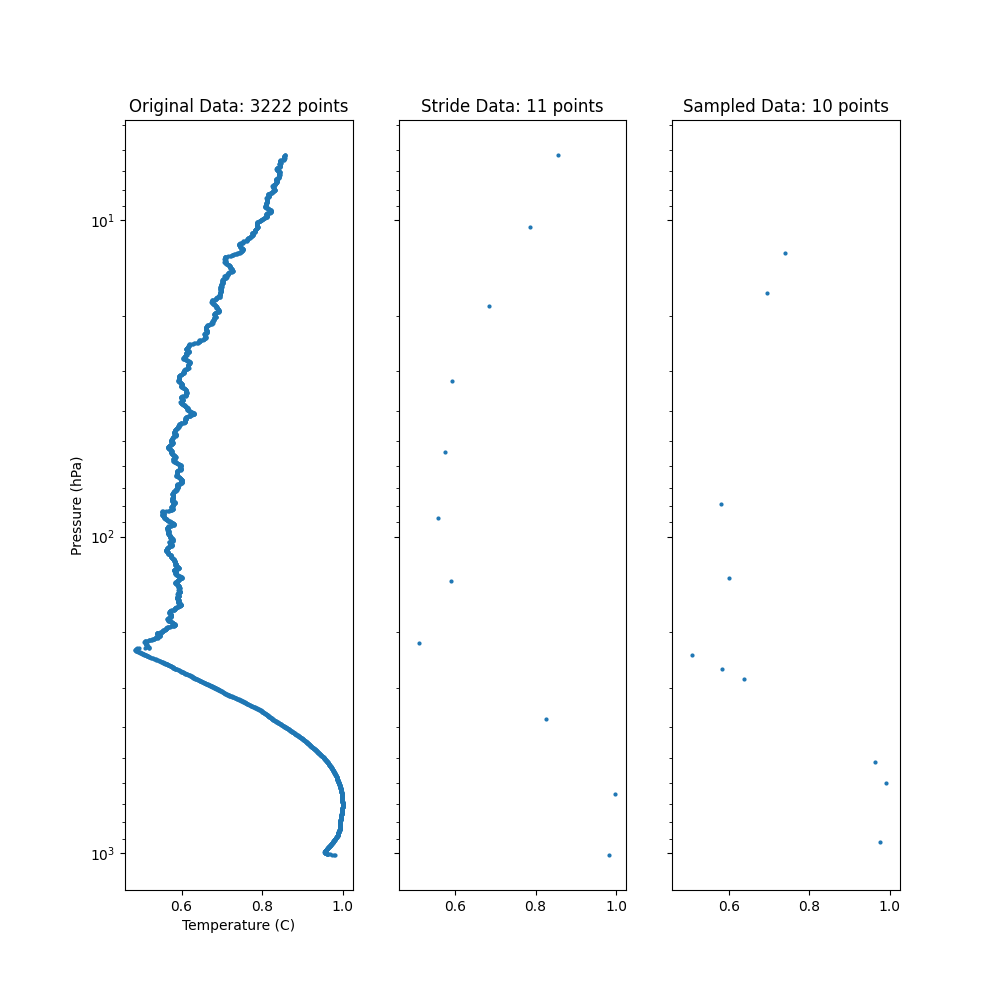 Original Data: 3222 points
Stride Data: 11 points
Sampled Data: 10 points
Pressure (hPa)
10¹
10²
10³
0.6 0.8 1.0
0.6 0.8 1.0
0.6 0.8 1.0
Temperature (C)